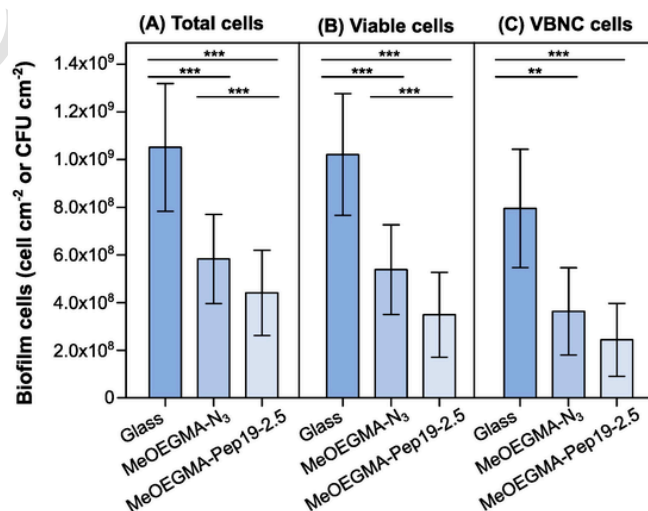 (A) Total cells
(B) Viable cells
(C) VBNC cells
Biofilm cells (cell cm⁻² or CFU cm⁻²)
1.4x10⁹
1.2x10⁹
1.0x10⁹
8.0x10⁸
6.0x10⁸
4.0x10⁸
2.0x10⁸
0
***
***
***
***
***
***
***
**
Glass
MeOEGMA-N₃
MeOEGMA-Pep19-2.5
Glass
MeOEGMA-N₃
MeOEGMA-Pep19-2.5
Glass
MeOEGMA-N₃
MeOEGMA-Pep19-2.5